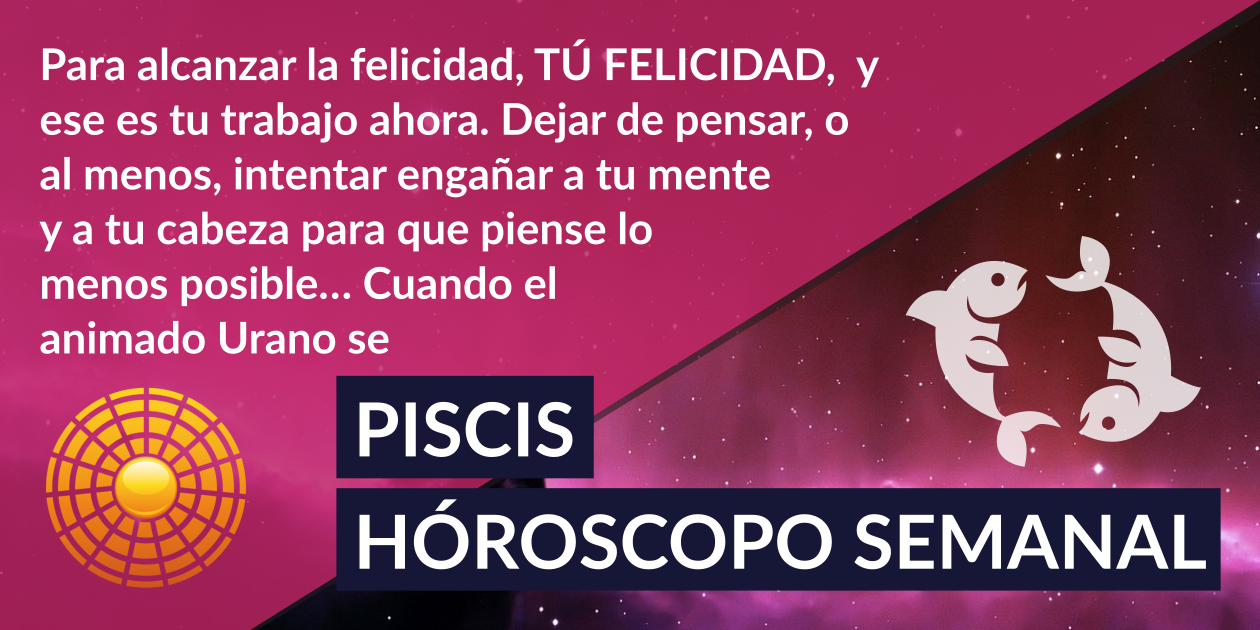 Para alcanzar la felicidad, TÚ FELICIDAD,  y
ese es tu trabajo ahora. Dejar de pensar, o
al menos, intentar engañar a tu mente
y a tu cabeza para que piense lo
menos posible... Cuando el
animado Urano se
PISCIS
HÓROSCOPO SEMANAL